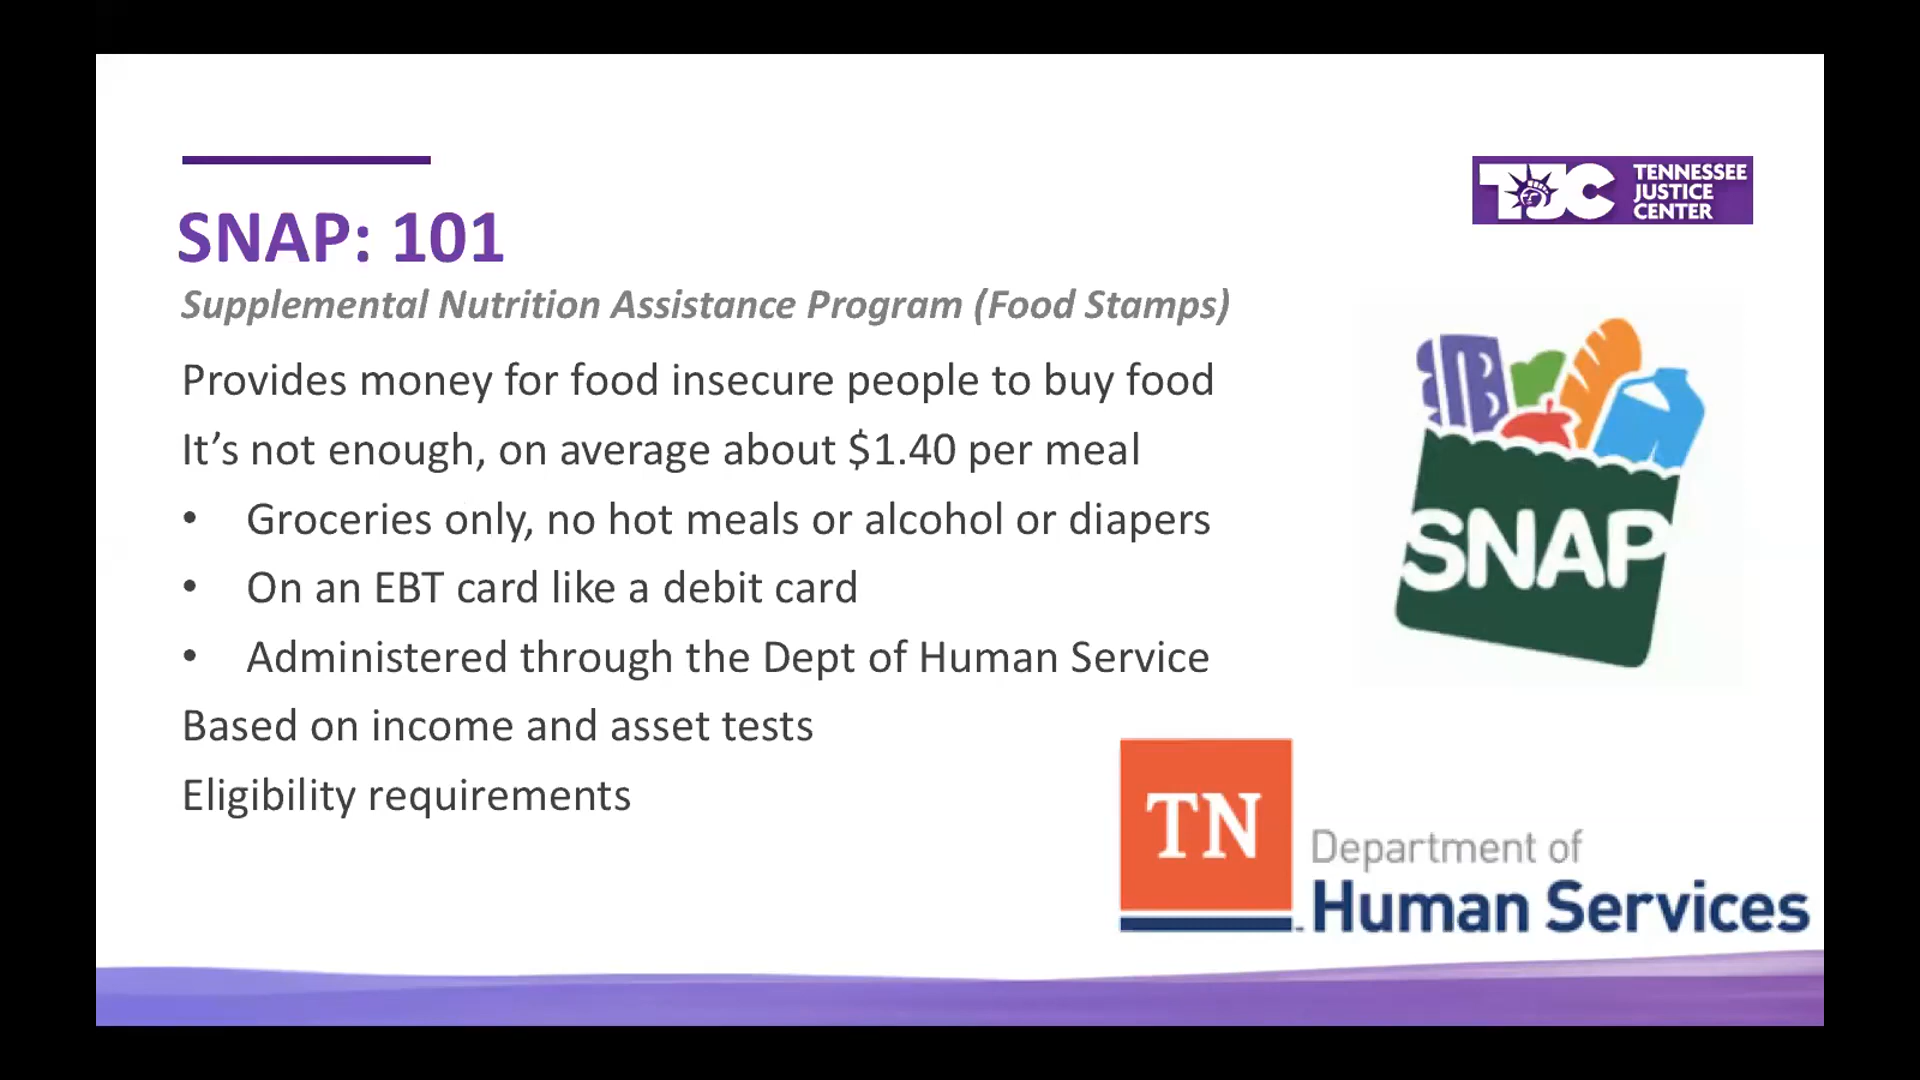 TJC TENNESSEE
JUSTICE
CENTER
SNAP: 101
Supplemental Nutrition Assistance Program (Food Stamps)
Provides money for food insecure people to buy food
It’s not enough, on average about $1.40 per meal
• Groceries only, no hot meals or alcohol or diapers
• On an EBT card like a debit card
• Administered through the Dept of Human Service
Based on income and asset tests
Eligibility requirements
SNAP
TN
Department of
Human Services